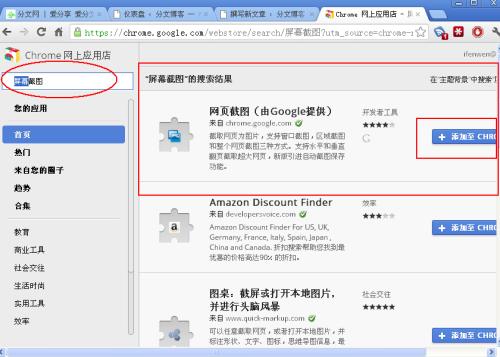 分文网 | 爱分享 爱分文
仪表盘 ‹ 分文博客 — W
撰写新文章 ‹ 分文博客
Chrome 网上应用店 -
https://chrome.google.com/webstore/search/屏幕截图?utm_source=chrome-
Chrome 网上应用店
ifenwen@
屏幕截图
"屏幕截图"的搜索结果
在"主题背景"中搜索"
您的应用
首页
热门
来自您的圈子
趋势
合集
教育
商业工具
社会交往
生活时尚
实用工具
效率
网页截图（由Google提供）
来自 chrome.google.com
截取网页为图片，支持窗口截图，区域截图
和整个网页截图三种方式。支持水平和垂直
翻页截取超大网页，新版引进自动截图保存
功能。
开发者工具
添加至 CHRO
Amazon Discount Finder
来自 developersvoice.com
Amazon Discount Finder For US, UK,
Germany, France, Italy, Spain, Japan,
China and Canada. 折扣搜索帮助您找到最
优惠的价格高达90% 的折扣。
效率
添加至 CHRO
图桌：截屏或打开本地图片，
并进行头脑风暴
来自 www.quick-markup.com
可以任意截取网页，或者打开本地图片，并
标注形状、文字、图标，思维导图信息，最
社会交往
添加至 CHRO